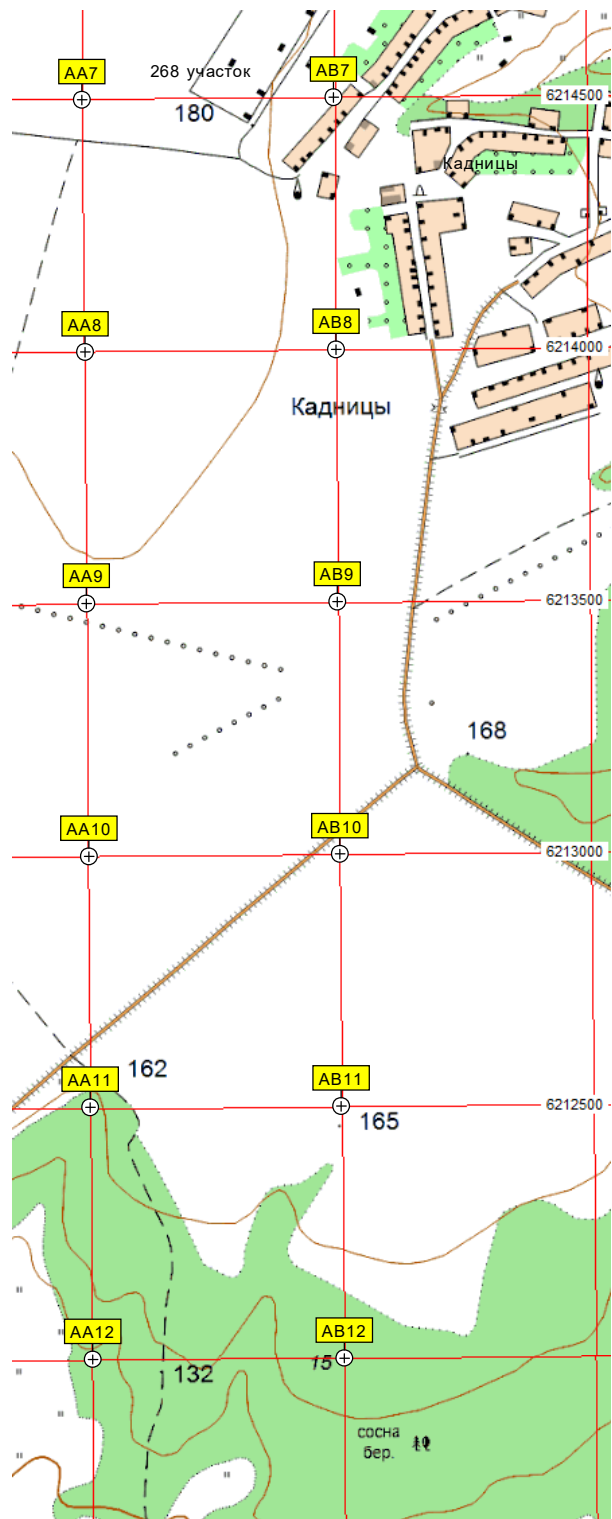 AA7
268 участок
AB7
6214500
180
Кадницы
AA8
AB8
6214000
Кадницы
AA9
AB9
6213500
168
AA10
AB10
6213000
162
AA11
AB11
6212500
165
AA12
AB12
132
15
сосна
бер.